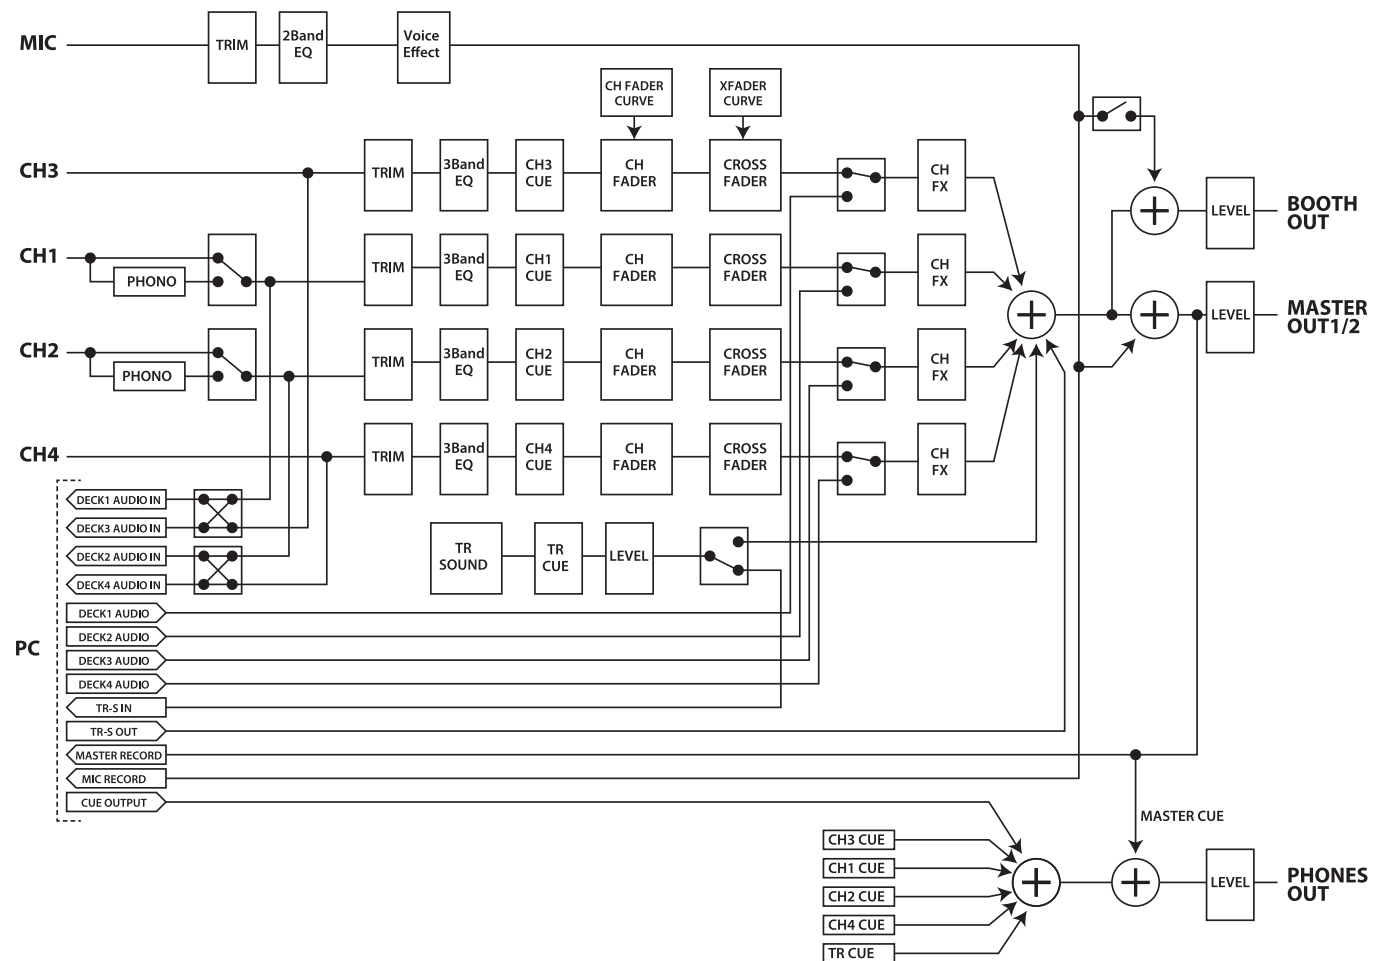 MIC
TRIM
2Band
EQ
Voice
Effect
CH FADER
CURVE
XFADER
CURVE
CH3
TRIM
3Band
EQ
CH3
CUE
CH
FADER
CROSS
FADER
CH
FX
LEVEL
BOOTH
OUT
CH1
PHONO
TRIM
3Band
EQ
CH1
CUE
CH
FADER
CROSS
FADER
CH
FX
LEVEL
MASTER
OUT1/2
CH2
PHONO
TRIM
3Band
EQ
CH2
CUE
CH
FADER
CROSS
FADER
CH
FX
CH4
TRIM
3Band
EQ
CH4
CUE
CH
FADER
CROSS
FADER
CH
FX
PC
DECK1 AUDIO IN
DECK3 AUDIO IN
DECK2 AUDIO IN
DECK4 AUDIO IN
TR
SOUND
TR
CUE
LEVEL
DECK1 AUDIO
DECK2 AUDIO
DECK3 AUDIO
DECK4 AUDIO
TR-S IN
TR-S OUT
MASTER RECORD
MIC RECORD
CUE OUTPUT
MASTER CUE
CH3 CUE
CH1 CUE
CH2 CUE
CH4 CUE
TR CUE
LEVEL
PHONES
OUT